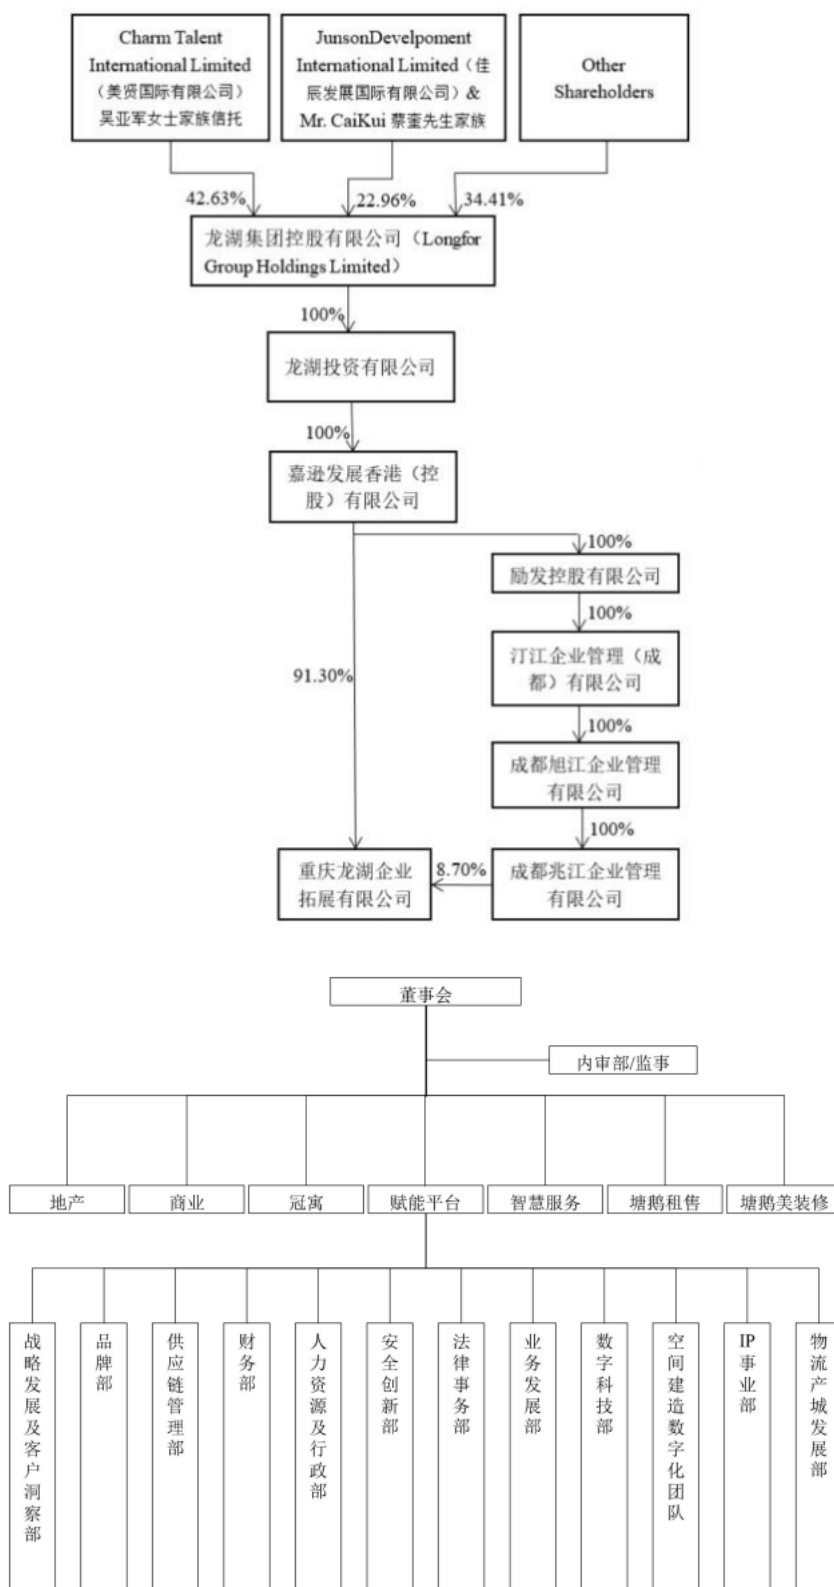 Charm Talent
International Limited
（美贤国际有限公司）
吴亚军女士家族信托
JunsonDevelpoment
International Limited（佳
辰发展国际有限公司）&
Mr. CaiKui 蔡奎先生家族
Other
Shareholders
42.63%
22.96%
34.41%
龙湖集团控股有限公司（Longfor
Group Holdings Limited）
100%
龙湖投资有限公司
100%
嘉逊发展香港（控
股）有限公司
100%
励发控股有限公司
100%
汀江企业管理（成
都）有限公司
91.30%
100%
成都旭江企业管理
有限公司
100%
重庆龙湖企业
拓展有限公司
8.70%
成都兆江企业管理
有限公司
董事会
内审部/监事
地产
商业
冠寓
赋能平台
智慧服务
塘鹅租售
塘鹅美装修
战略发展及客户洞察部
品牌部
供应链管理部
财务部
人力资源及行政部
安全创新部
法律事务部
业务发展部
数字科技部
空间建造数字化团队
IP事业部
物流产城发展部